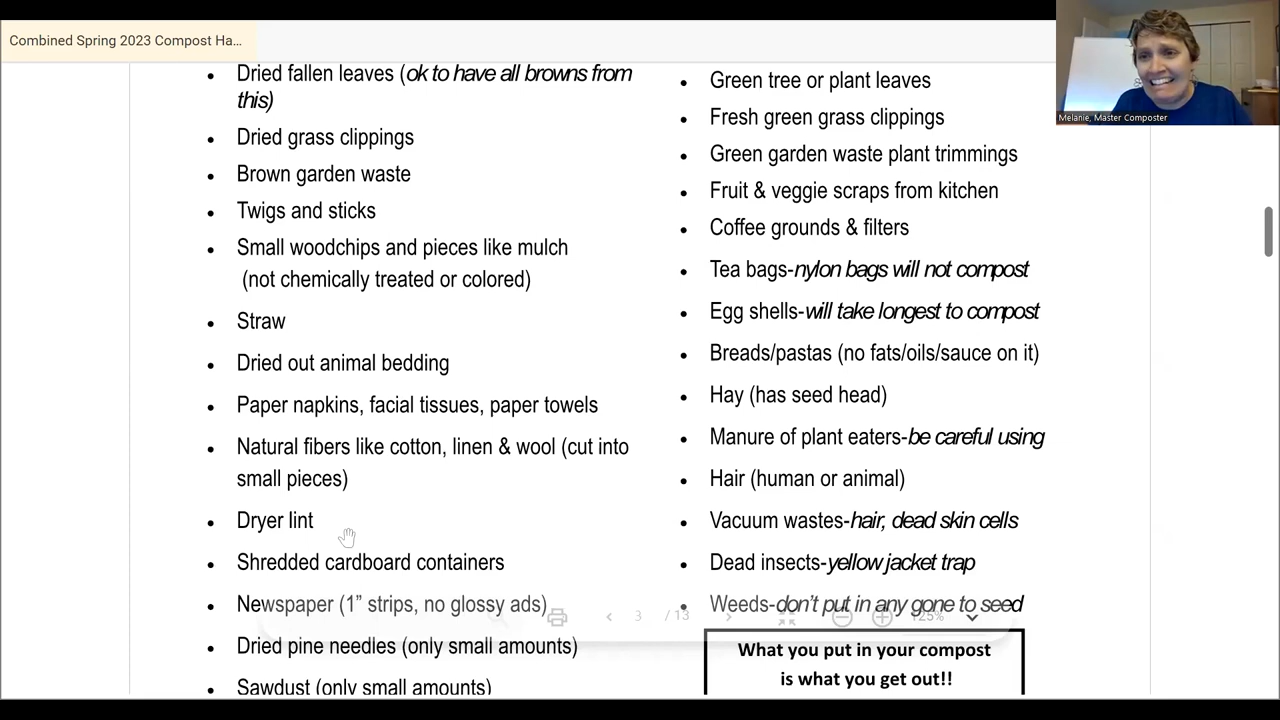 Combined Spring 2023 Compost Ha...
Melanie, Master Composter
• Dried fallen leaves (ok to have all browns from
this)
• Dried grass clippings
• Brown garden waste
• Twigs and sticks
• Small woodchips and pieces like mulch
(not chemically treated or colored)
• Straw
• Dried out animal bedding
• Paper napkins, facial tissues, paper towels
• Natural fibers like cotton, linen & wool (cut into
small pieces)
• Dryer lint
• Shredded cardboard containers
• Newspaper (1” strips, no glossy ads)
• Dried pine needles (only small amounts)
• Sawdust (only small amounts)
• Green tree or plant leaves
• Fresh green grass clippings
• Green garden waste plant trimmings
• Fruit & veggie scraps from kitchen
• Coffee grounds & filters
• Tea bags-nylon bags will not compost
• Egg shells-will take longest to compost
• Breads/pastas (no fats/oils/sauce on it)
• Hay (has seed head)
• Manure of plant eaters-be careful using
• Hair (human or animal)
• Vacuum wastes-hair, dead skin cells
• Dead insects-yellow jacket trap
• Weeds-don’t put in any gone to seed
What you put in your compost
is what you get out!!
3 / 13 125%